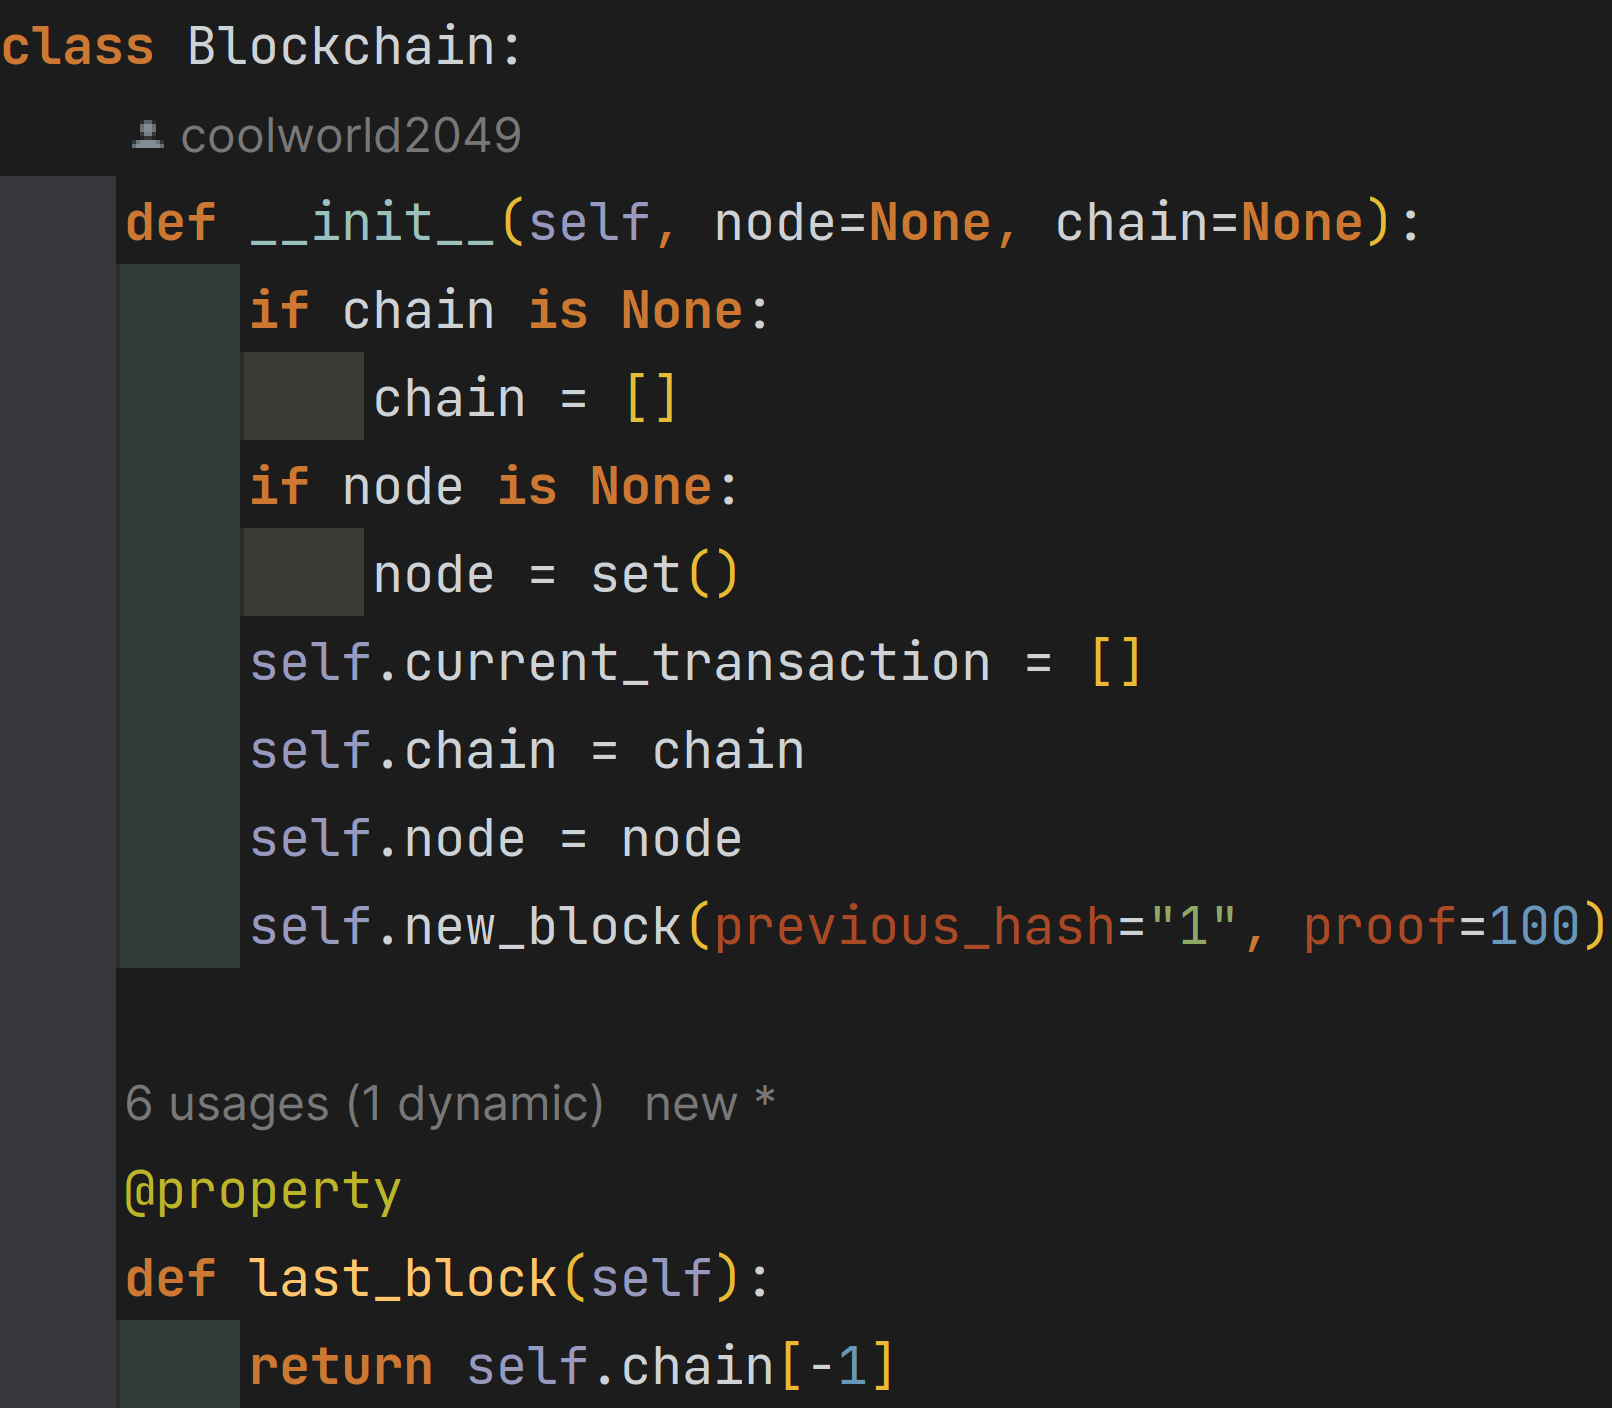 class Blockchain:
coolworld2049
def __init__(self, node=None, chain=None):
if chain is None:
chain = []
if node is None:
node = set()
self.current_transaction = []
self.chain = chain
self.node = node
self.new_block(previous_hash="1", proof=100)
6 usages (1 dynamic) new *
@property
def last_block(self):
return self.chain[-1]